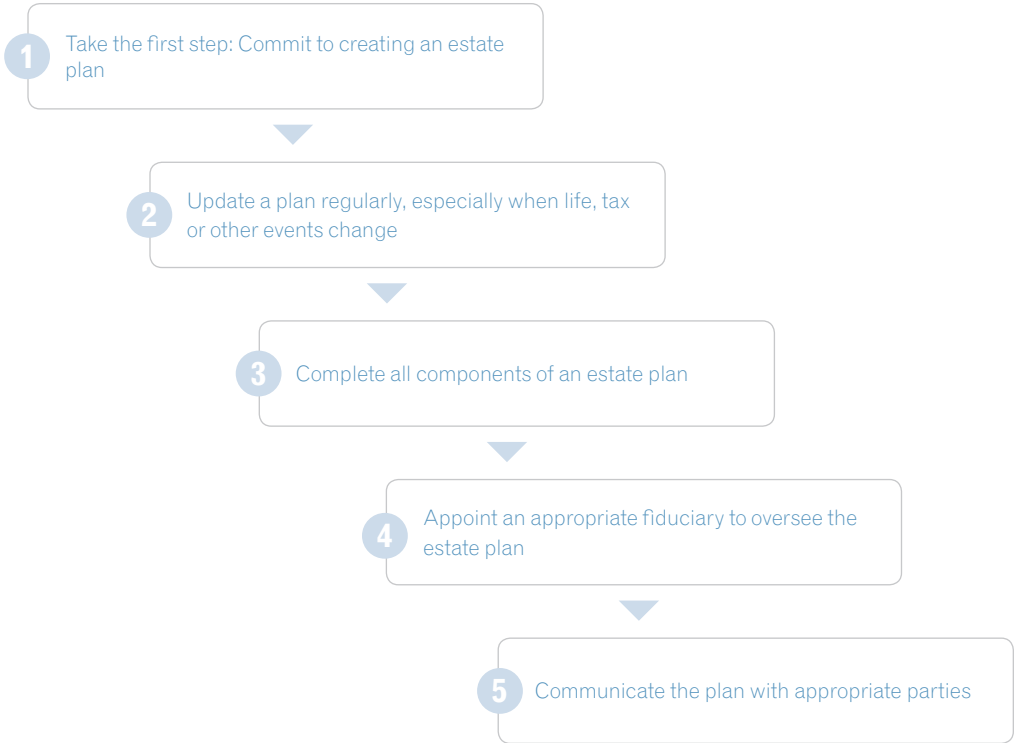 1
Take the first step: Commit to creating an estate
plan
2
Update a plan regularly, especially when life, tax
or other events change
3
Complete all components of an estate plan
4
Appoint an appropriate fiduciary to oversee the
estate plan
5
Communicate the plan with appropriate parties